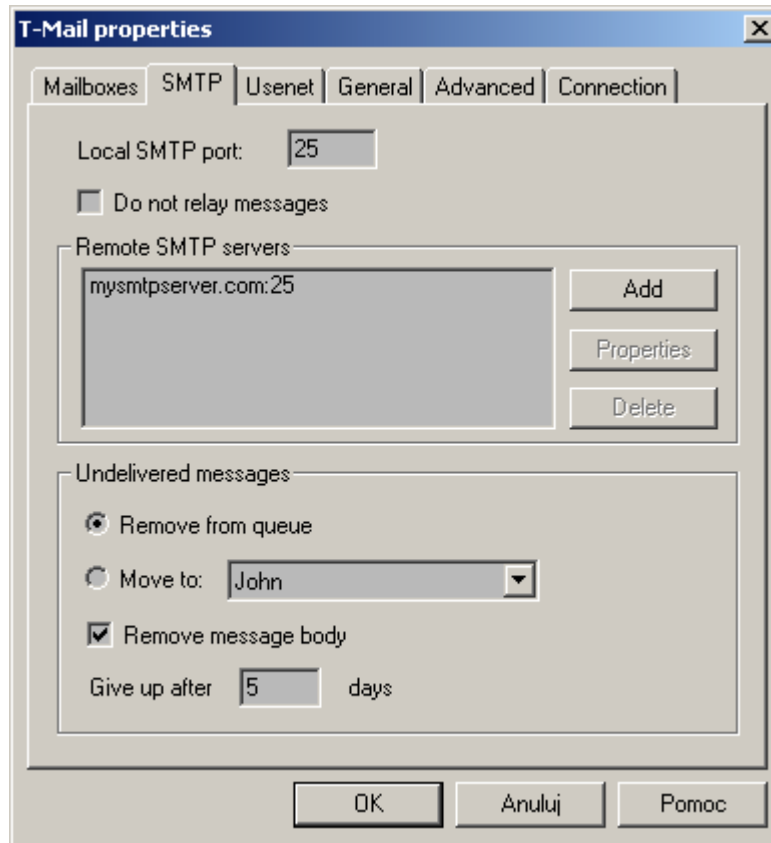 T-Mail properties
Mailboxes SMTP Usenet General Advanced Connection
Local SMTP port: 25
Do not relay messages
Remote SMTP servers
mysmtpserver.com:25
Add
Properties
Delete
Undelivered messages
Remove from queue
Move to: John
Remove message body
Give up after 5 days
OK Anuluj Pomoc